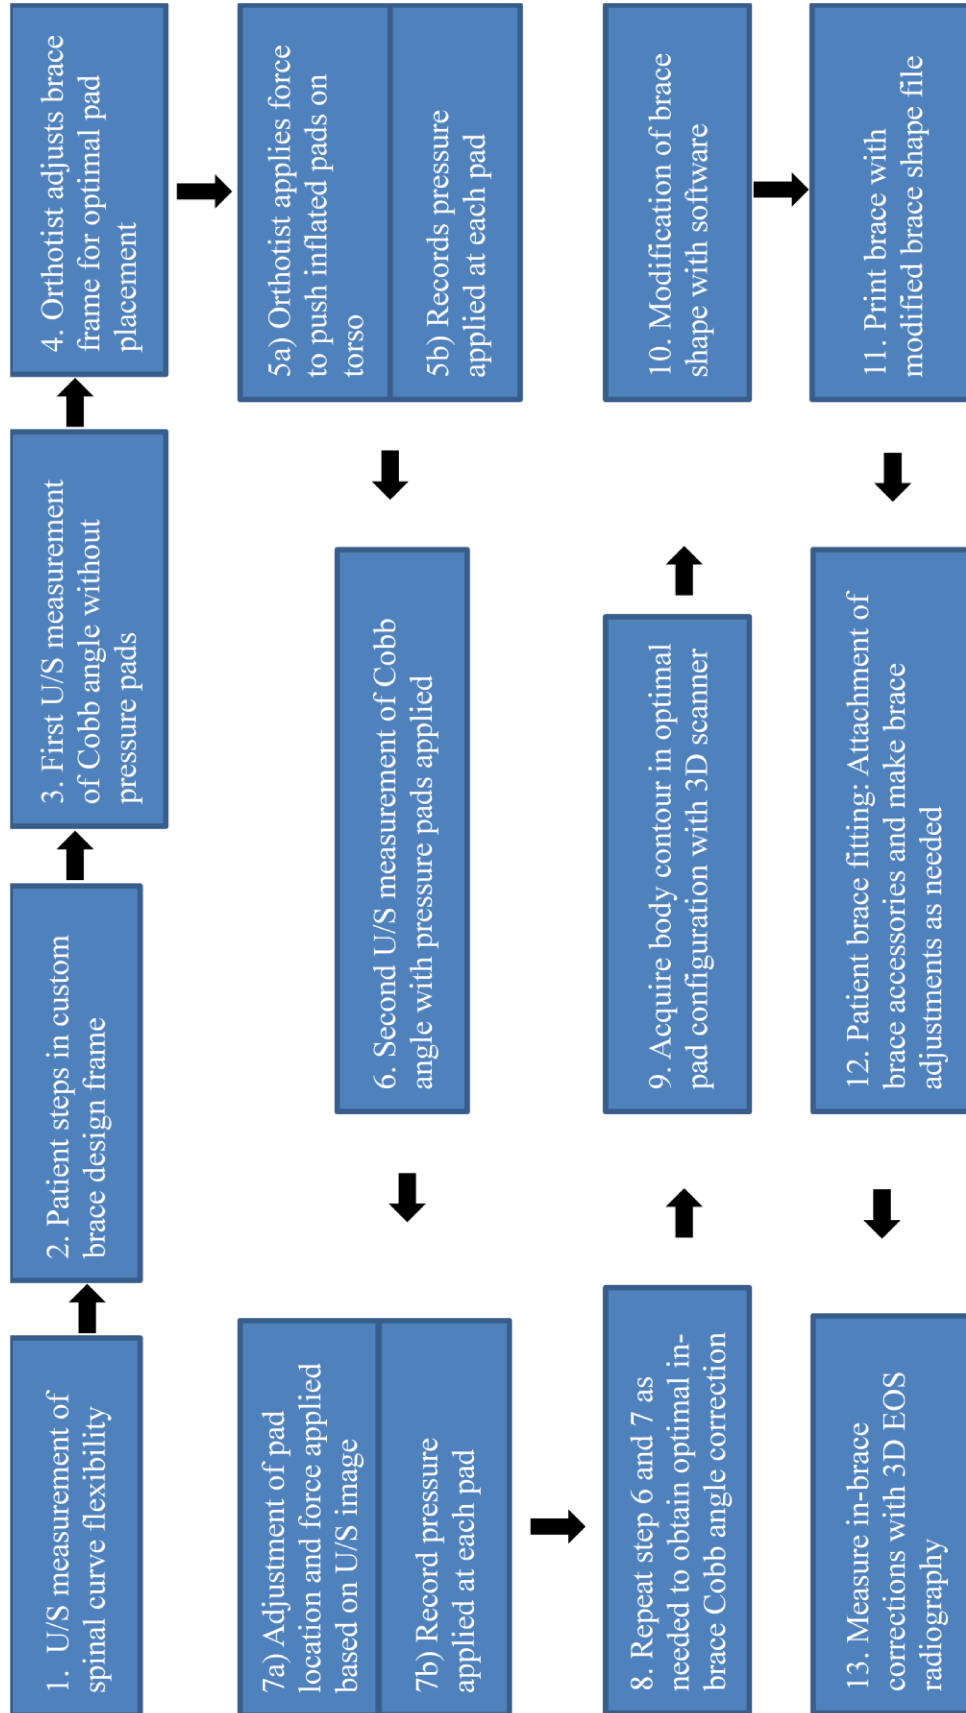 1.  U/S measurement of
spinal curve flexibility
2. Patient steps in custom
brace design frame
3. First U/S measurement
of Cobb angle without
pressure pads
4. Orthotist adjusts brace
frame for optimal pad
placement
5a) Orthotist applies force
to push inflated pads on
torso
5b) Records pressure
applied at each pad
6. Second U/S measurement of Cobb
angle with pressure pads applied
7a) Adjustment of pad
location and force applied
based on U/S image
7b) Record pressure
applied at each pad
8. Repeat step 6 and 7 as
needed to obtain optimal in-
brace Cobb angle correction
9. Acquire body contour in optimal
pad configuration with 3D scanner
10. Modification of brace
shape with software
11. Print brace with
modified brace shape file
12. Patient brace fitting: Attachment of
brace accessories and make brace
adjustments as needed
13. Measure in-brace
corrections with 3D EOS
radiography